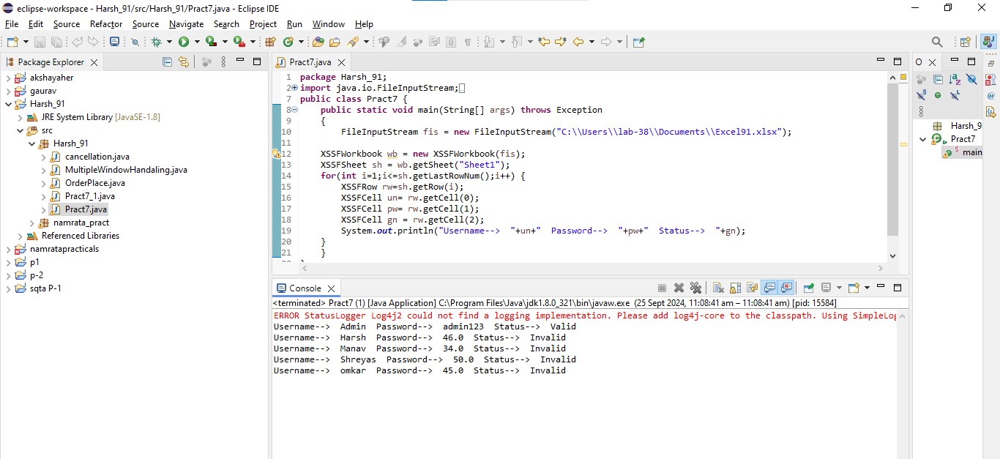 eclipse-workspace - Harsh_91/src/Harsh_91/Pract7.java - Eclipse IDE
File Edit Source Refactor Source Navigate Search Project Run Window Help
Package Explorer
akshayaher
gaurav
Harsh_91
JRE System Library [JavaSE-1.8]
src
Harsh_91
cancellation.java
MultipleWindowHandaling.java
OrderPlace.java
Pract7_1.java
Pract7.java
namrata_pract
Referenced Libraries
namratapracticals
p1
p-2
sqta P-1
Pract7.java
1 package Harsh_91;
2 import java.io.FileInputStream;
7 public class Pract7 {
8 public static void main(String[] args) throws Exception
9 {
10 FileInputStream fis = new FileInputStream("C:\\Users\\lab-38\\Documents\\Excel91.xlsx");
11
12 XSSFWorkbook wb = new XSSFWorkbook(fis);
13 XSSFSheet sh = wb.getSheet("Sheet1");
14 for(int i=1;i<=sh.getLastRowNum();i++) {
15 XSSFRow rw=sh.getRow(i);
16 XSSFCell un= rw.getCell(0);
17 XSSFCell pw= rw.getCell(1);
18 XSSFCell gn = rw.getCell(2);
19 System.out.println("Username--> "+un+" Password--> "+pw+" Status--> "+gn);
20 }
21 }
Console
<terminated> Pract7 (1) [Java Application] C:\Program Files\Java\jdk1.8.0_321\bin\javaw.exe (25 Sept 2024, 11:08:41 am – 11:08:41 am) [pid: 15584]
ERROR StatusLogger Log4j2 could not find a logging implementation. Please add log4j-core to the classpath. Using SimpleLog
Username--> Admin Password--> admin123 Status--> Valid
Username--> Harsh Password--> 46.0 Status--> Invalid
Username--> Manav Password--> 34.0 Status--> Invalid
Username--> Shreyas Password--> 50.0 Status--> Invalid
Username--> omkar Password--> 45.0 Status--> Invalid
O
Harsh_9
Pract7
main